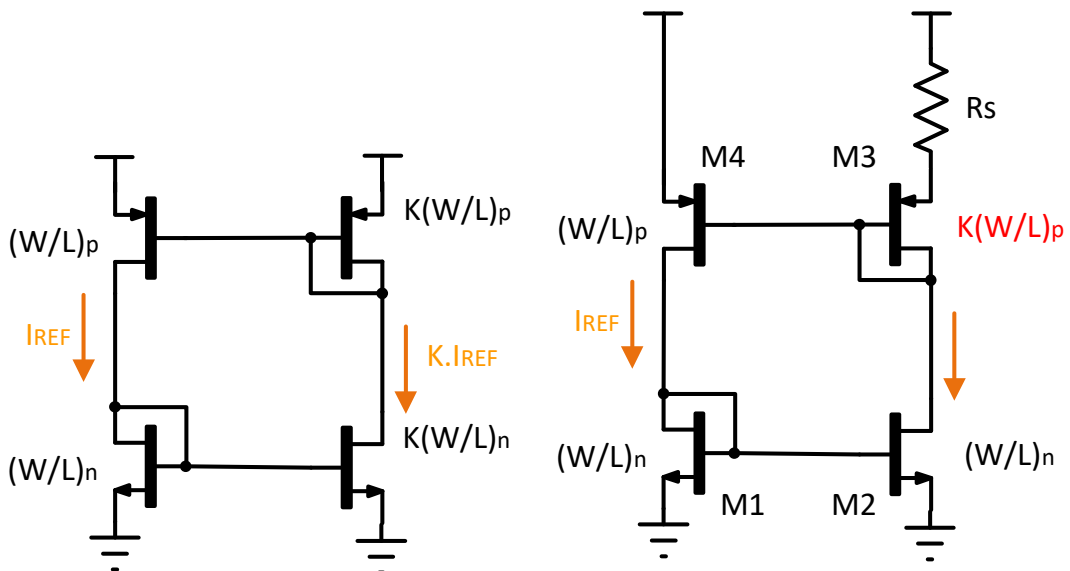 K(W/L)p
(W/L)p
IREF
K.IREF
K(W/L)n
(W/L)n
Rs
M4
M3
(W/L)p
K(W/L)p
IREF
(W/L)n
(W/L)n
M1
M2